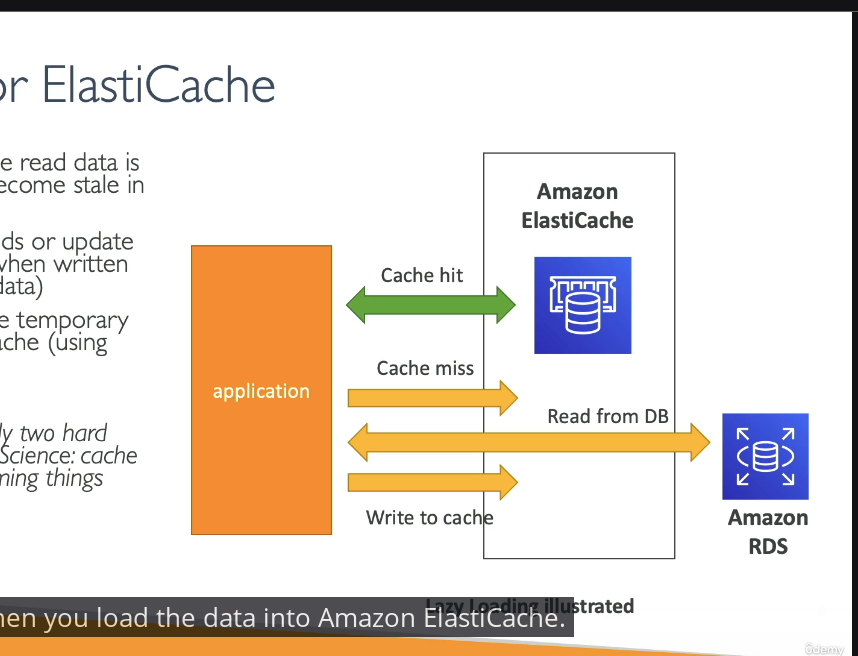 or ElastiCache
e read data is
ecome stale in
ds or update
when written
data)
e temporary
ache (using
ly two hard
Science: cache
ming things
Amazon
ElastiCache
Cache hit
Cache miss
application
Read from DB
Write to cache
Amazon
RDS
Lazy Loading illustrated
hen you load the data into Amazon ElastiCache.
ûdemy